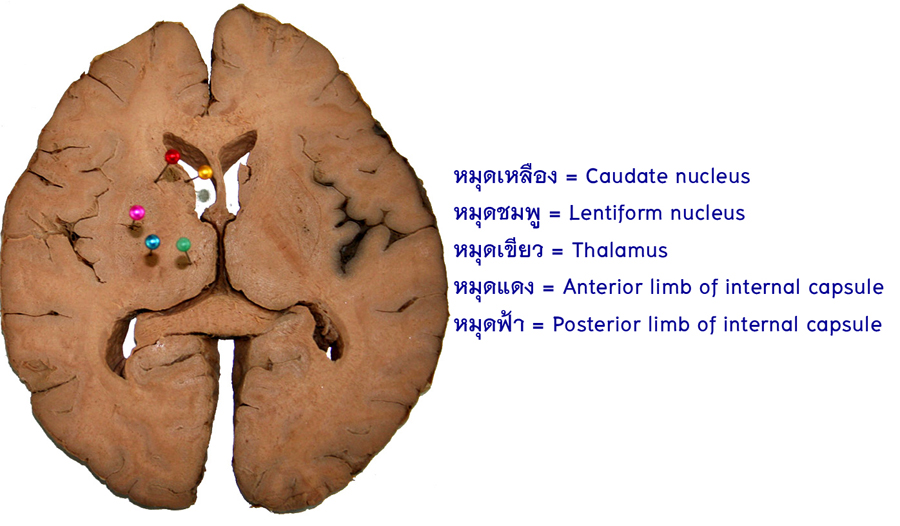 หมุดเหลือง = Caudate nucleus
หมุดชมพู = Lentiform nucleus
หมุดเขียว = Thalamus
หมุดแดง = Anterior limb of internal capsule
หมุดฟ้า = Posterior limb of internal capsule